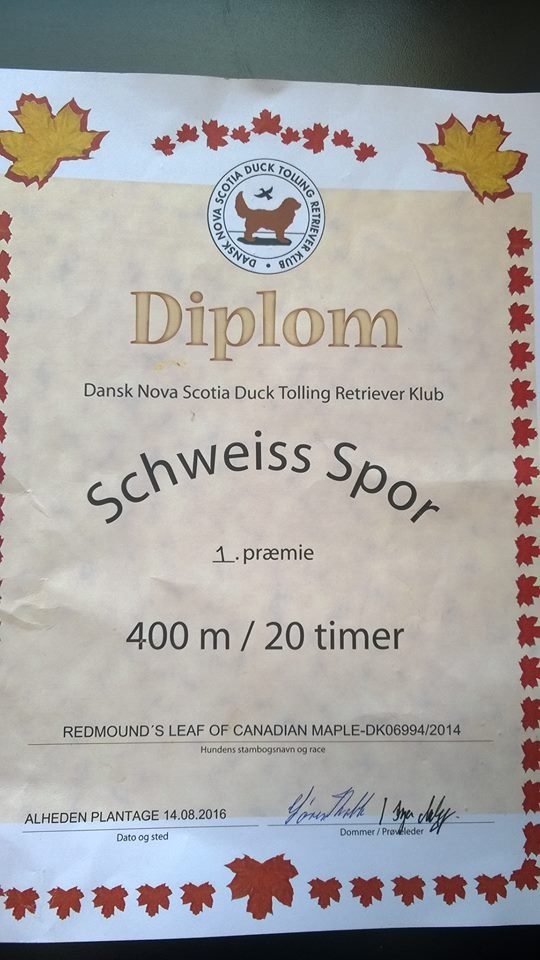 DANSK NOVA SCOTIA DUCK TOLLING RETRIEVER KLUB •
Diplom
Dansk Nova Scotia Duck Tolling Retriever Klub
Schweiss Spor
1.præmie
400 m / 20 timer
REDMOUND´S LEAF OF CANADIAN MAPLE-DK06994/2014
Hundens stambogsnavn og race
ALHEDEN PLANTAGE 14.08.2016
Dato og sted
Dommer / Prøveleder